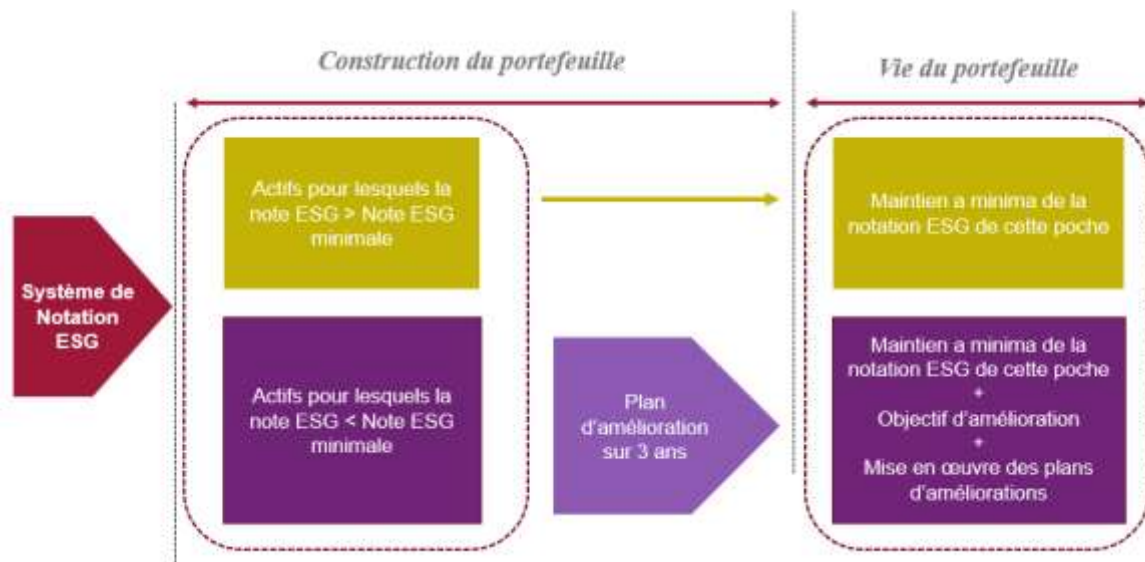 Construction du portefeuille
Vie du portefeuille
Système de
Notation
ESG
Actifs pour lesquels la
note ESG > Note ESG
minimale
Maintien a minima de la
notation ESG de cette poche
Actifs pour lesquels la
note ESG < Note ESG
minimale
Plan
d'amélioration
sur 3 ans
Maintien a minima de la
notation ESG de cette poche
+
Objectif d'amélioration
+
Mise en œuvre des plans
d'améliorations